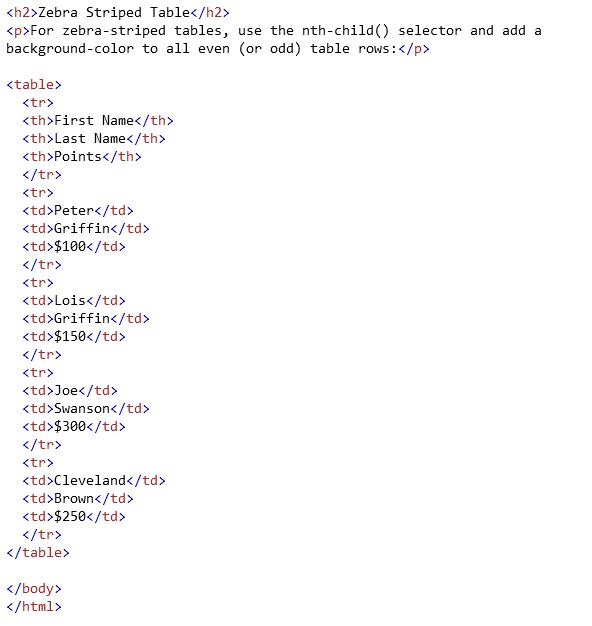 <h2>Zebra Striped Table</h2>
<p>For zebra-striped tables, use the nth-child() selector and add a
background-color to all even (or odd) table rows:</p>
<table>
<tr>
<th>First Name</th>
<th>Last Name</th>
<th>Points</th>
</tr>
<tr>
<td>Peter</td>
<td>Griffin</td>
<td>$100</td>
</tr>
<tr>
<td>Lois</td>
<td>Griffin</td>
<td>$150</td>
</tr>
<tr>
<td>Joe</td>
<td>Swanson</td>
<td>$300</td>
</tr>
<tr>
<td>Cleveland</td>
<td>Brown</td>
<td>$250</td>
</tr>
</table>
</body>
</html>